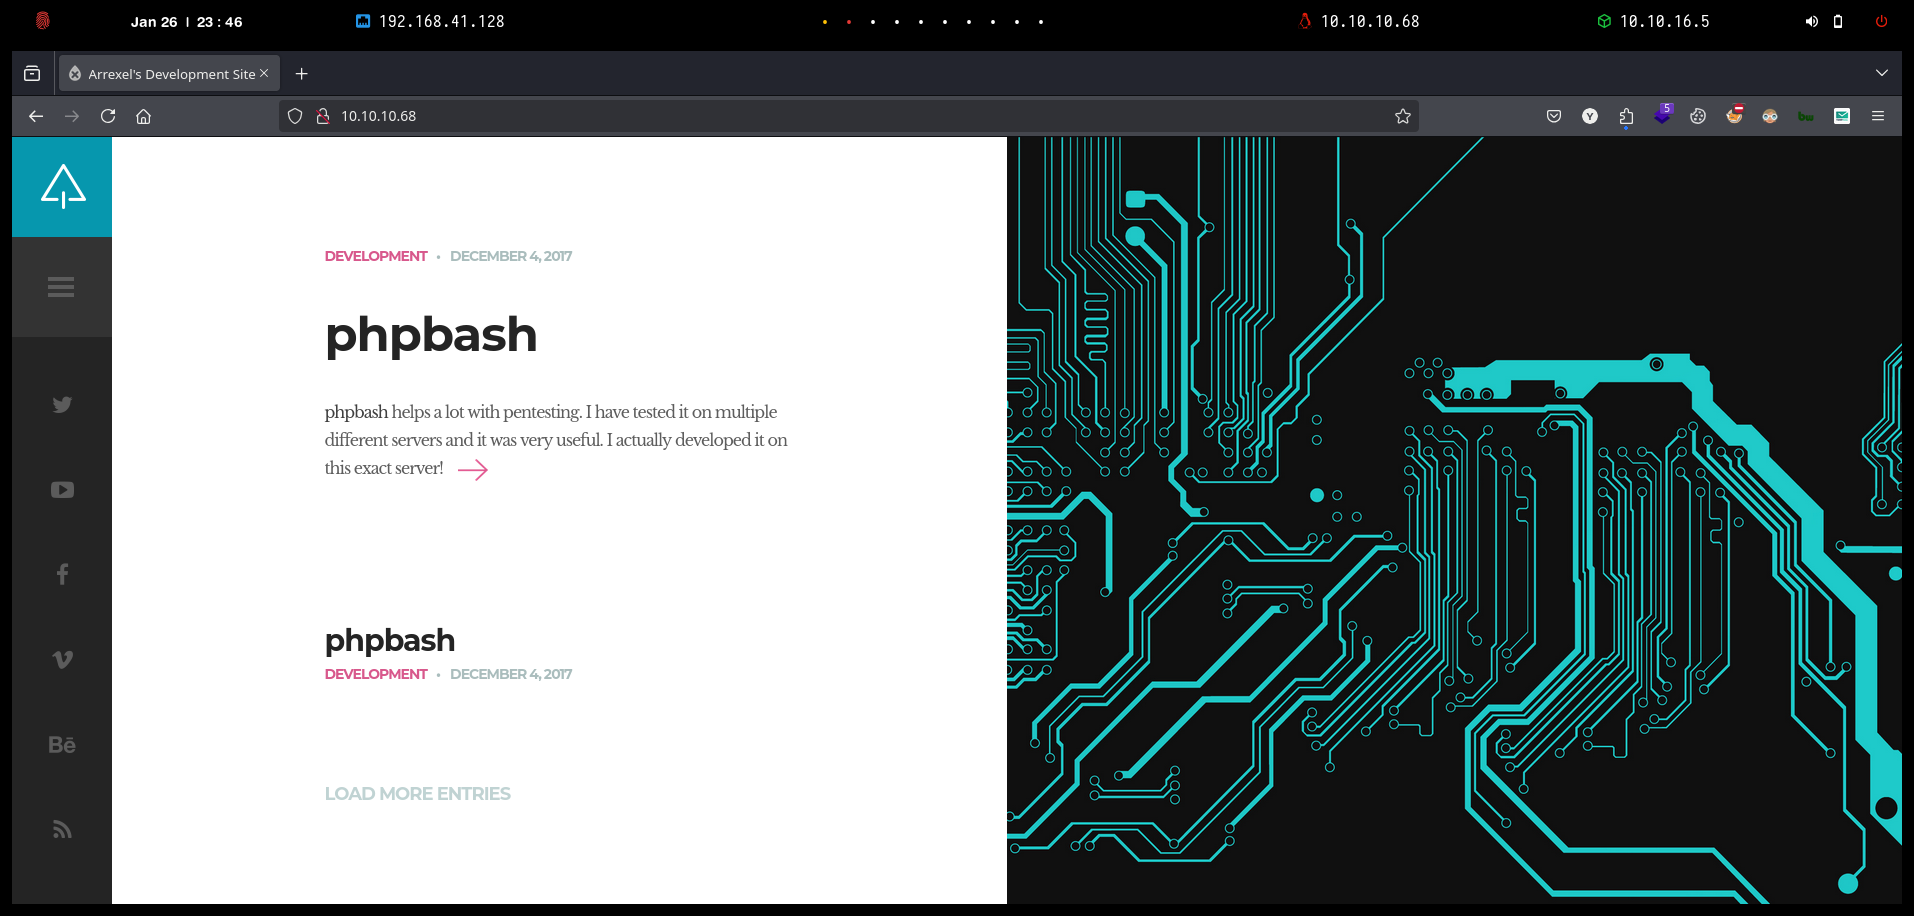 Jan 26 | 23 : 46
192.168.41.128
10.10.10.68
10.10.16.5
Arrexel's Development Site
10.10.10.68
Y
5
bw
DEVELOPMENT • DECEMBER 4, 2017
phpbash
phpbash helps a lot with pentesting. I have tested it on multiple
different servers and it was very useful. I actually developed it on
this exact server!
phpbash
DEVELOPMENT • DECEMBER 4, 2017
Bē
LOAD MORE ENTRIES